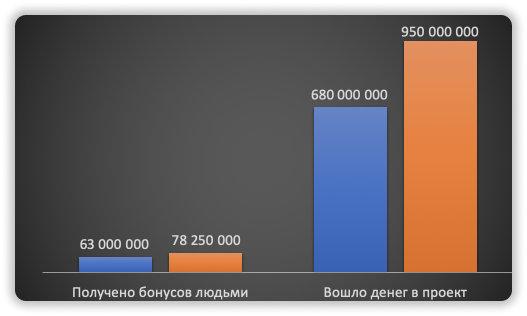 950 000 000
680 000 000
63 000 000
78 250 000
Получено бонусов людьми
Вошло денег в проект